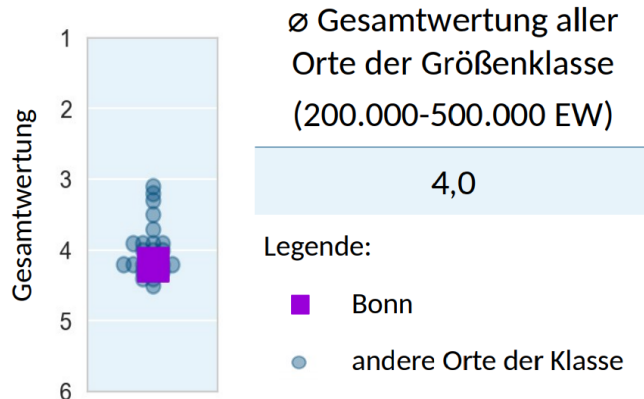 1
2
3
4
5
6
Gesamtwertung
⌀ Gesamtwertung aller
Orte der Größenklasse
(200.000-500.000 EW)
4,0
Legende:
Bonn
andere Orte der Klasse